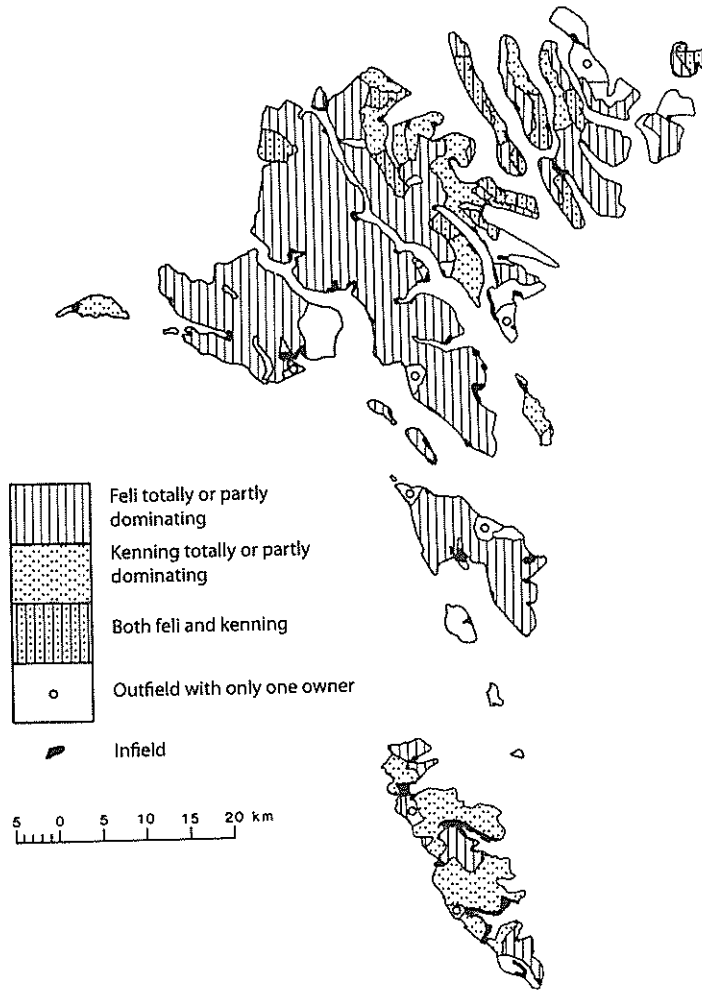 Feli totally or partly
dominating
Kenning totally or partly
dominating
Both feli and kenning
Outfield with only one owner
Infield
5 0 5 10 15 20 km